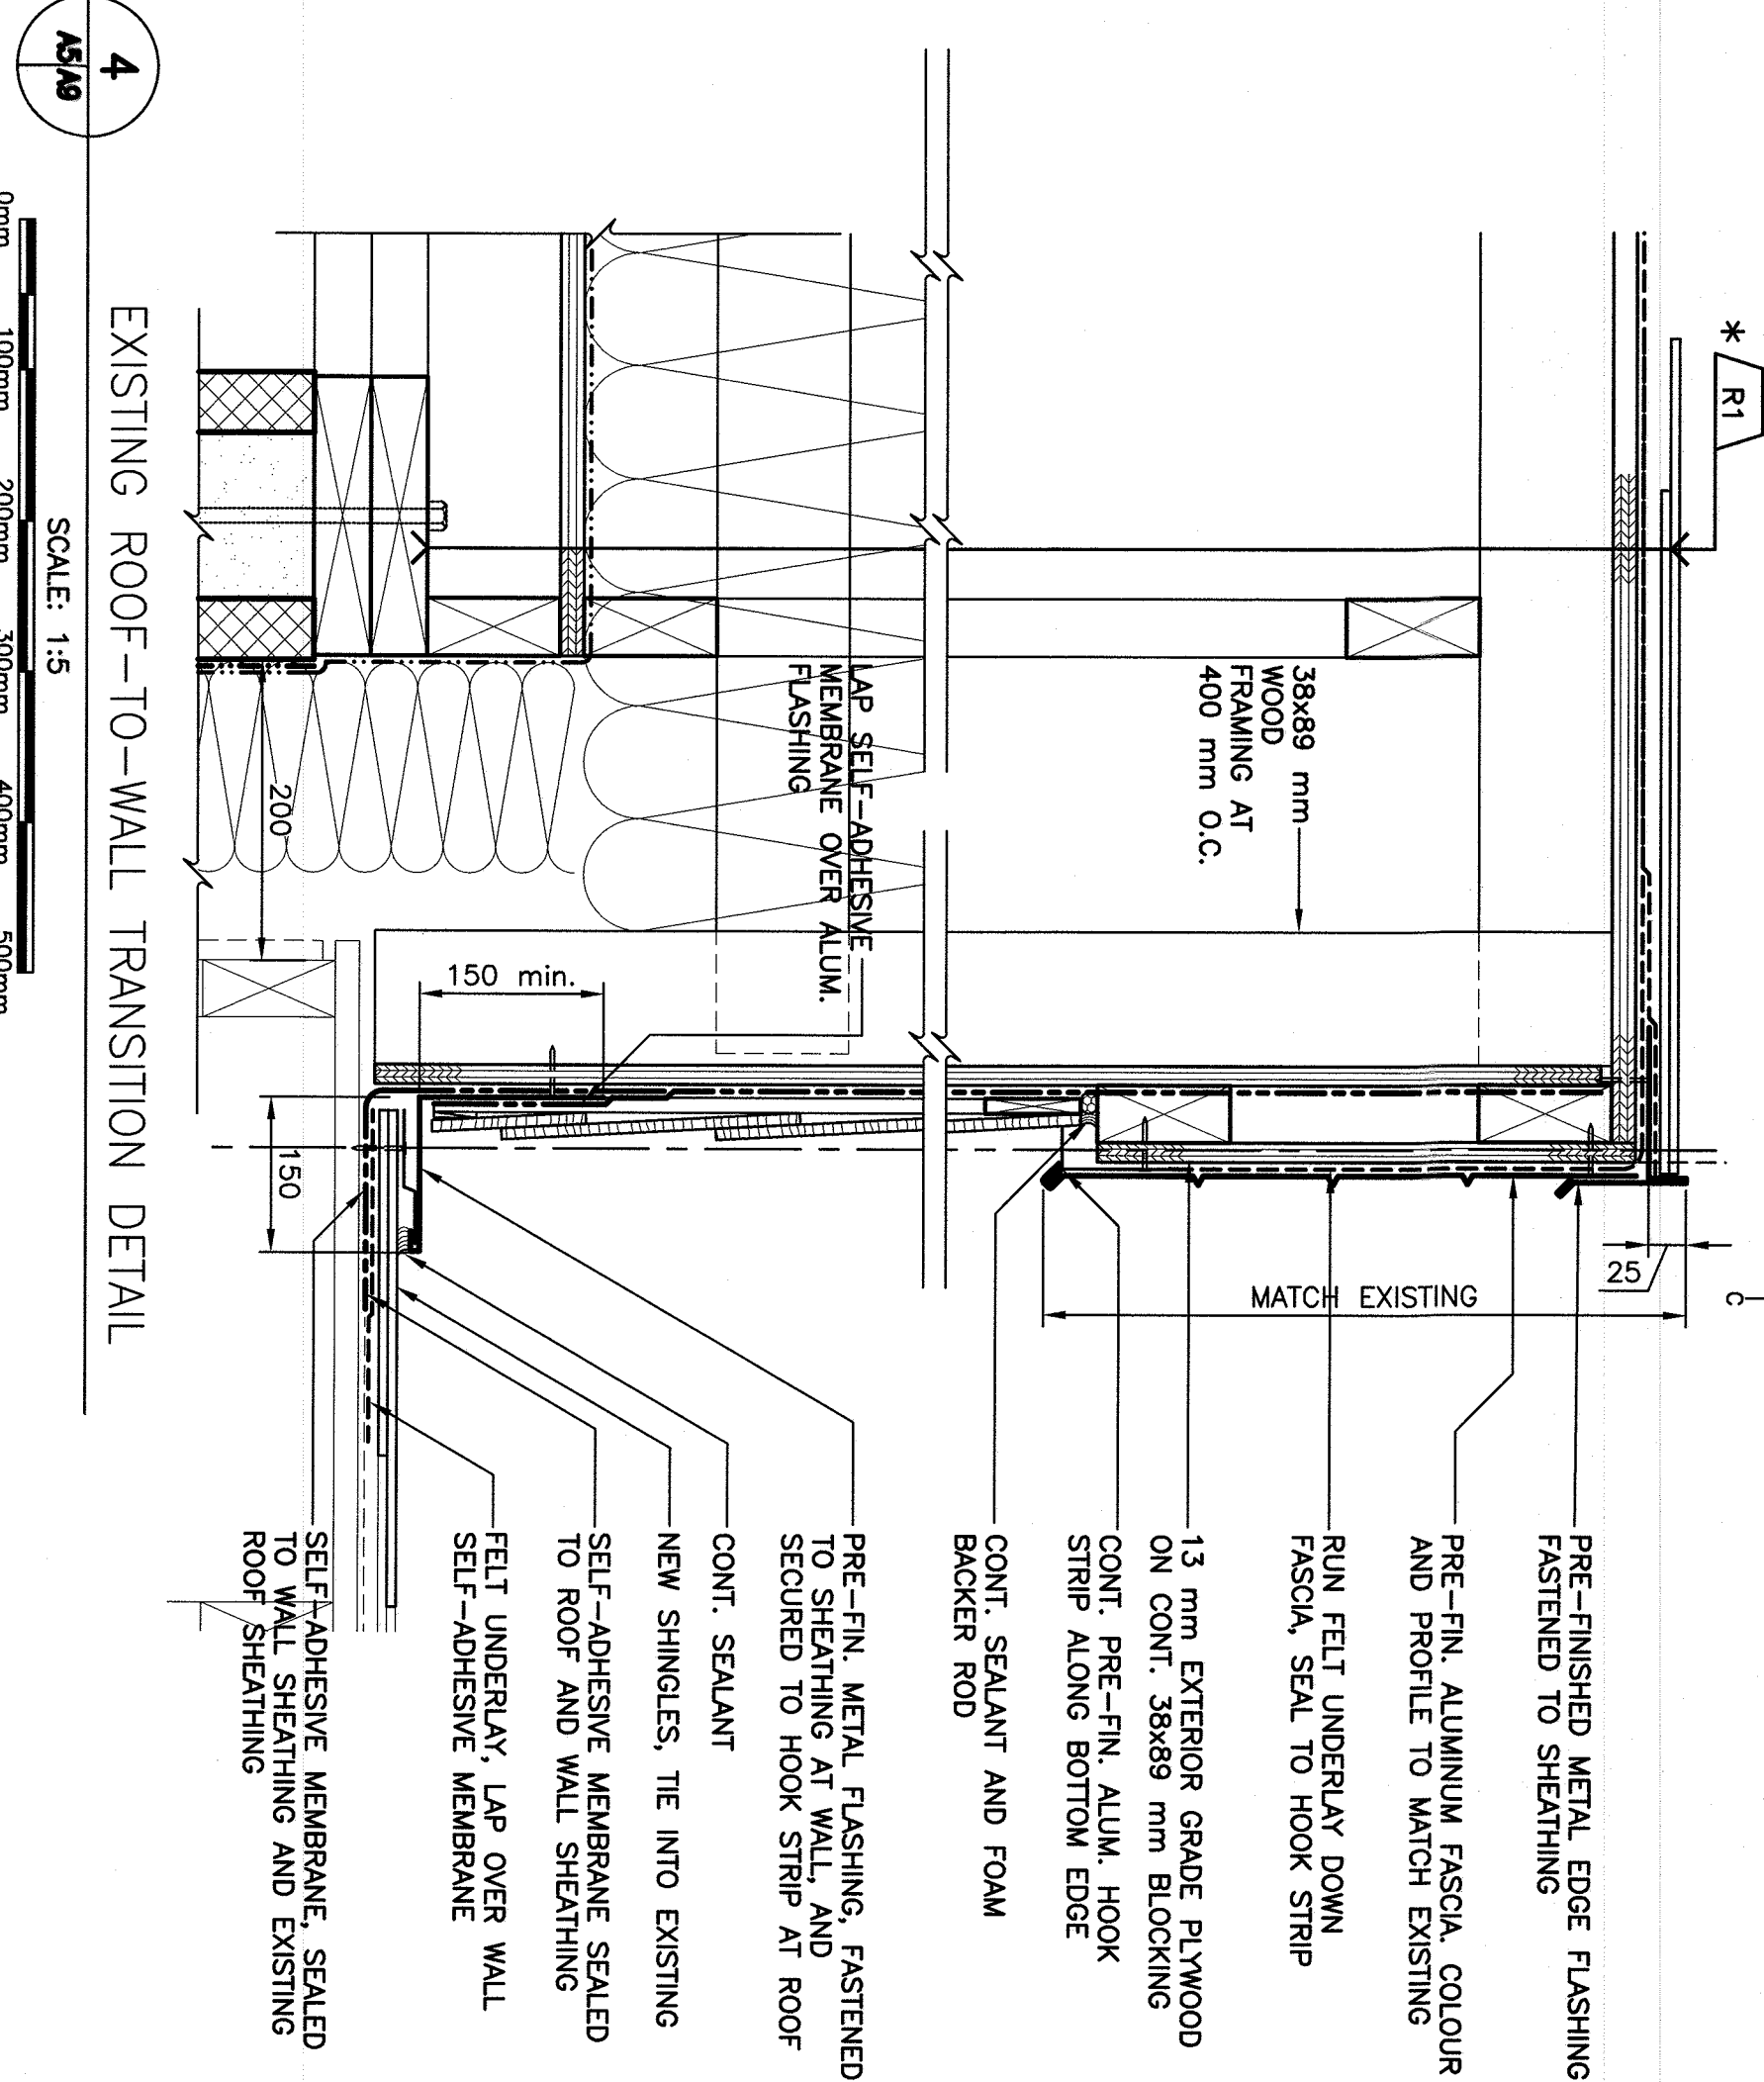 * R1
C
25
MATCH EXISTING
PRE-FINISHED METAL EDGE FLASHING
FASTENED TO SHEATHING
PRE-FIN. ALUMINUM FASCIA. COLOUR
AND PROFILE TO MATCH EXISTING
RUN FELT UNDERLAY DOWN
FASCIA, SEAL TO HOOK STRIP
13 mm EXTERIOR GRADE PLYWOOD
ON CONT. 38x89 mm BLOCKING
CONT. PRE-FIN. ALUM. HOOK
STRIP ALONG BOTTOM EDGE
CONT. SEALANT AND FOAM
BACKER ROD
PRE-FIN. METAL FLASHING, FASTENED
TO SHEATHING AT WALL, AND
SECURED TO HOOK STRIP AT ROOF
CONT. SEALANT
NEW SHINGLES, TIE INTO EXISTING
SELF-ADHESIVE MEMBRANE SEALED
TO ROOF AND WALL SHEATHING
FELT UNDERLAY, LAP OVER WALL
SELF-ADHESIVE MEMBRANE
SELF-ADHESIVE MEMBRANE, SEALED
TO WALL SHEATHING AND EXISTING
ROOF SHEATHING
38x89 mm
WOOD
FRAMING AT
400 mm O.C.
LAP SELF-ADHESIVE
MEMBRANE OVER ALUM.
FLASHING
150 min.
200
150
4
A5 A9
EXISTING ROOF-TO-WALL TRANSITION DETAIL
SCALE: 1:5
0mm 100mm 200mm 300mm 400mm 500mm